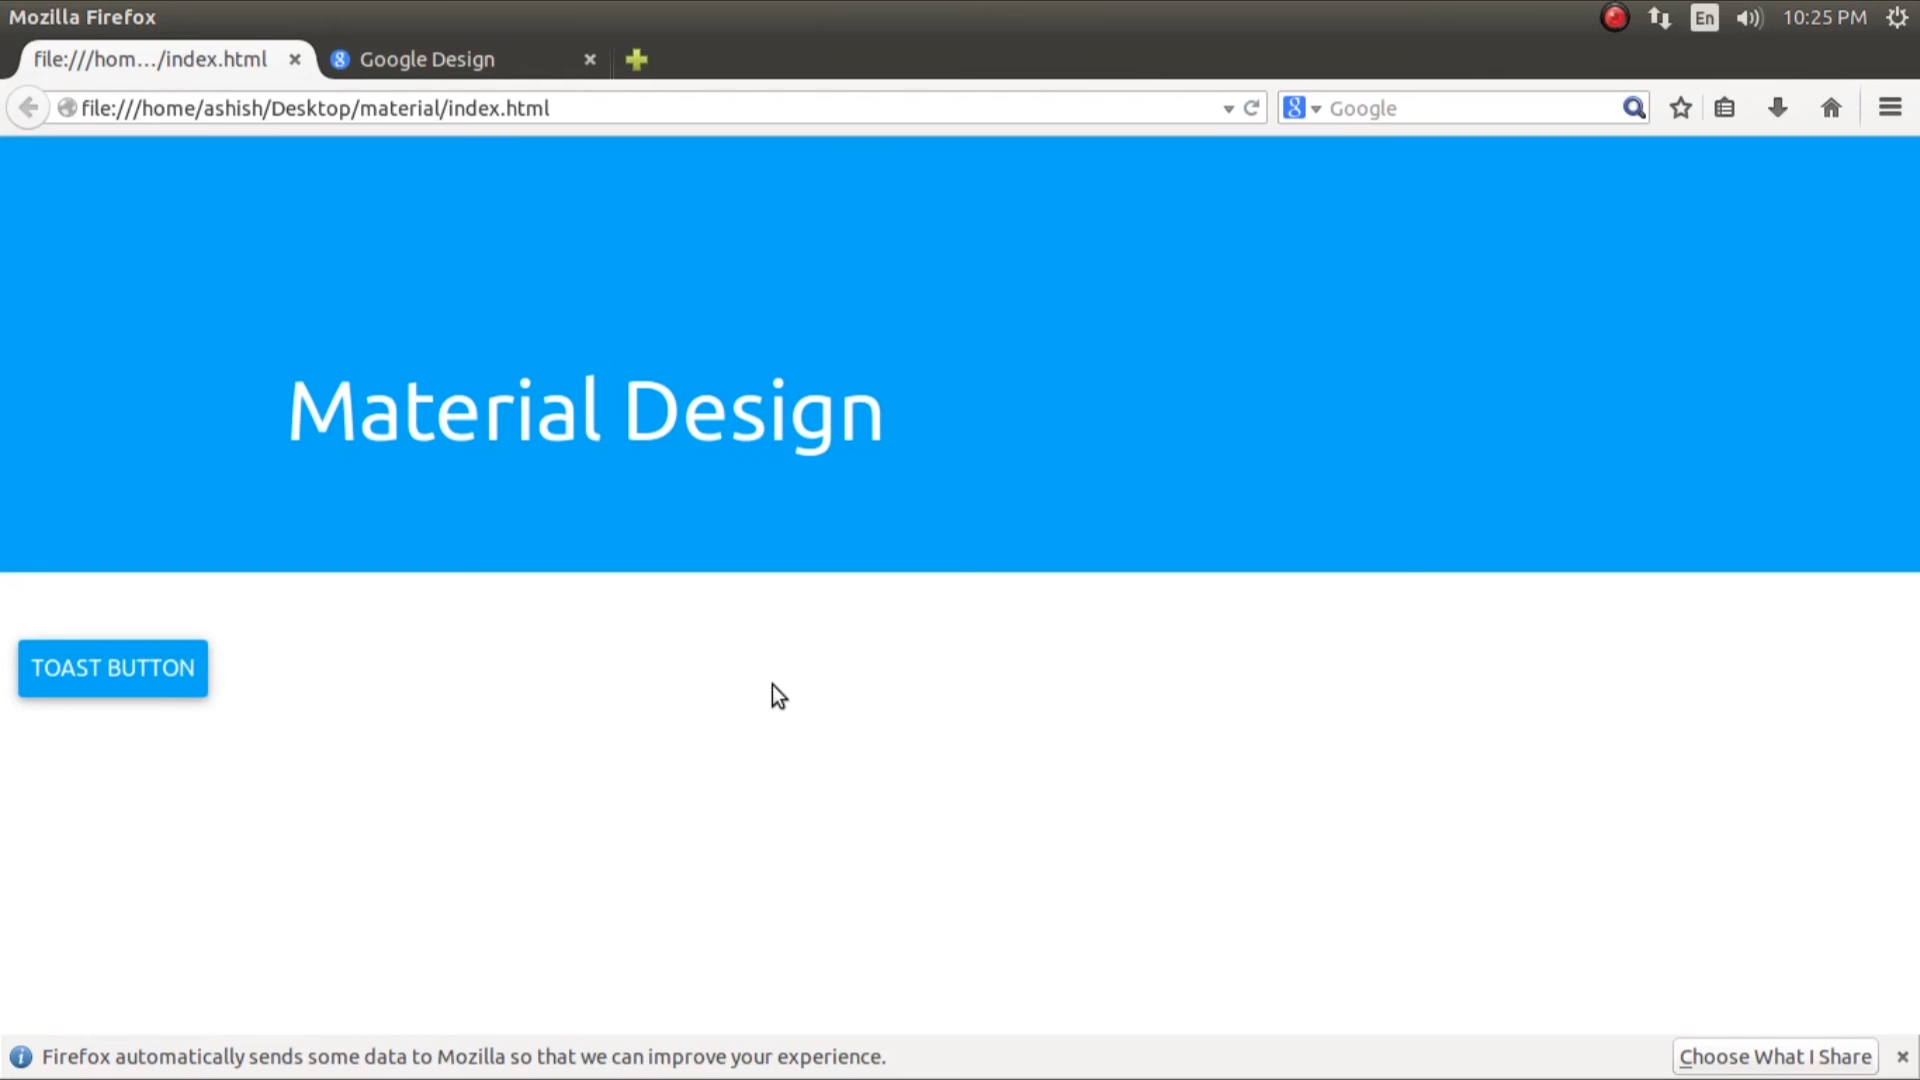 Mozilla Firefox
En
10:25 PM
file:///hom.../index.html
Google Design
file:///home/ashish/Desktop/material/index.html
Google
Material Design
TOAST BUTTON
Firefox automatically sends some data to Mozilla so that we can improve your experience.
Choose What I Share